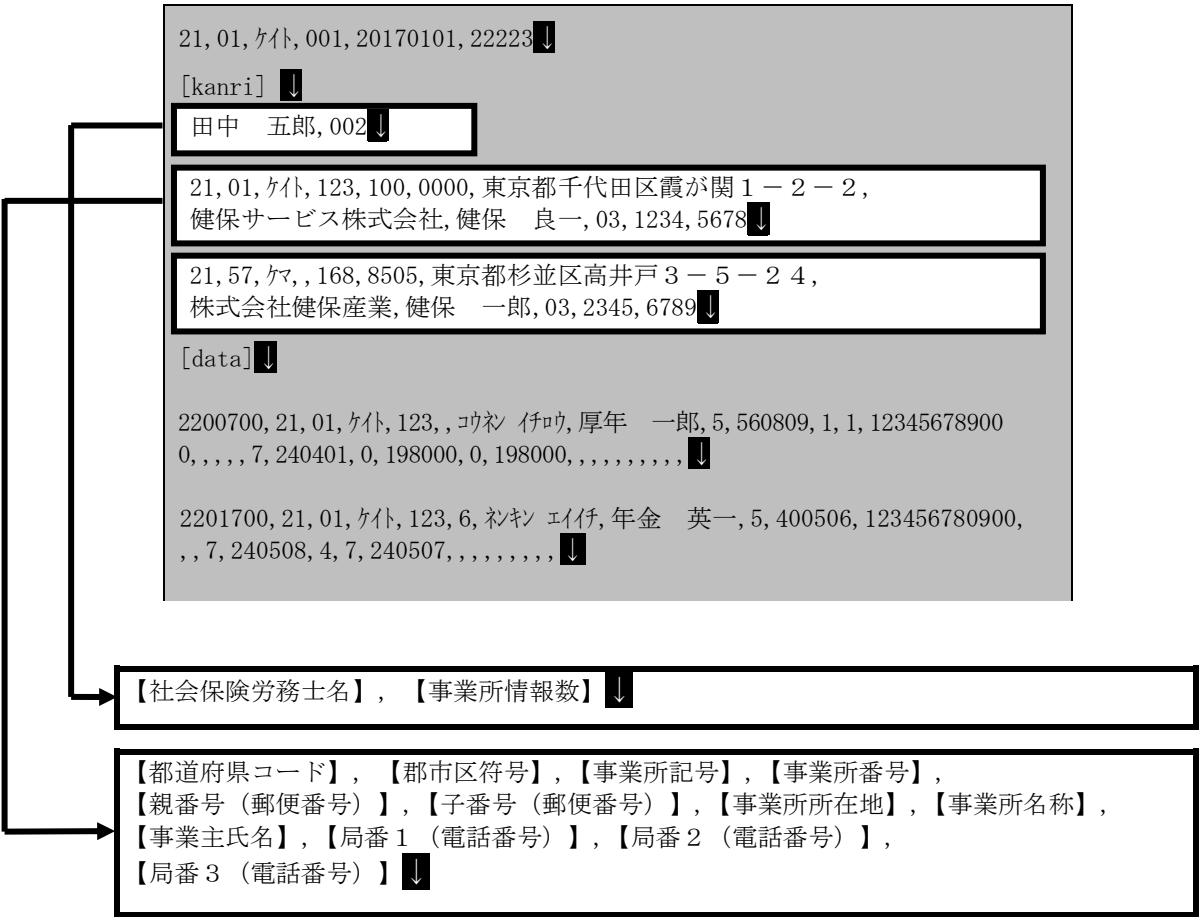 21,01,ｹｲﾄ,001,20170101,22223↓
[kanri] ↓
田中　五郎,002↓
21,01,ｹｲﾄ,123,100,0000,東京都千代田区霞が関１－２－２,
健保サービス株式会社,健保　良一,03,1234,5678↓
21,57,ｹﾏ,,168,8505,東京都杉並区高井戸３－５－２４,
株式会社健保産業,健保　一郎,03,2345,6789↓
[data]↓
2200700,21,01,ｹｲﾄ,123,,ｺｳﾈﾝ ｲﾁﾛｳ,厚年　一郎,5,560809,1,1,12345678900
0,,,,,7,240401,0,198000,0,198000,,,,,,,,,,↓
2201700,21,01,ｹｲﾄ,123,6,ﾈﾝｷﾝ ｴｲｲﾁ,年金　英一,5,400506,123456780900,
,,7,240508,4,7,240507,,,,,,,,,↓
【社会保険労務士名】，【事業所情報数】↓
【都道府県コード】，【郡市区符号】,【事業所記号】,【事業所番号】,
【親番号（郵便番号）】,【子番号（郵便番号）】,【事業所所在地】,【事業所名称】,
【事業主氏名】,【局番１（電話番号）】,【局番２（電話番号）】,
【局番３（電話番号）】↓